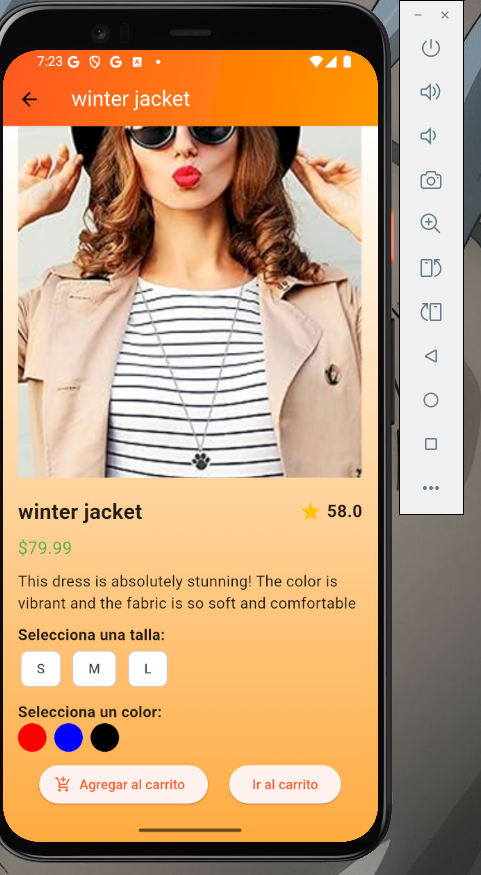 7:23
winter jacket
winter jacket
58.0
$79.99
This dress is absolutely stunning! The color is
vibrant and the fabric is so soft and comfortable
Selecciona una talla:
S M L
Selecciona un color:
Agregar al carrito Ir al carrito